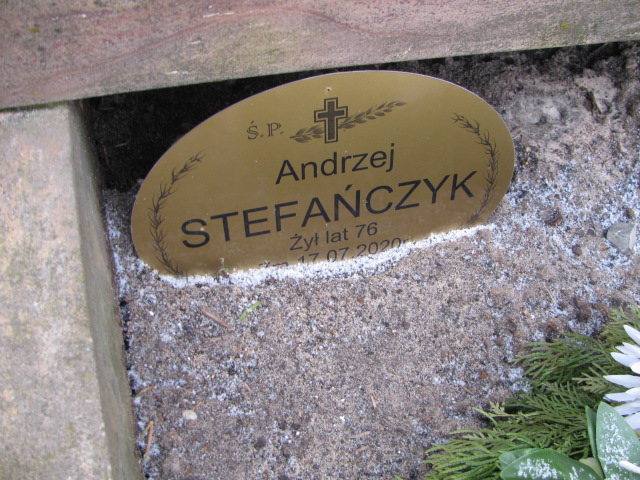 Ś.P.
Andrzej
STEFAŃCZYK
Żył lat 76
17.07.2020